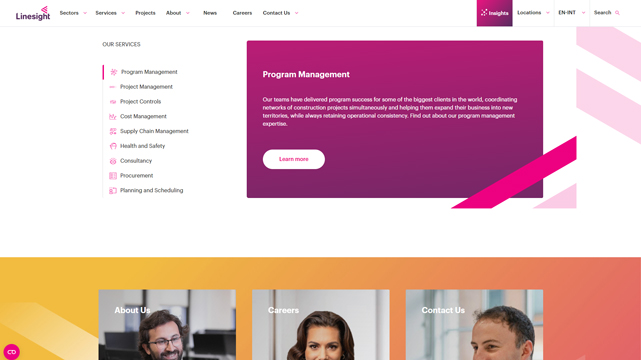 Linesight
Sectors
Services
Projects
About
News
Careers
Contact Us
Insights
Locations
EN-INT
Search
OUR SERVICES
Program Management
Project Management
Project Controls
Cost Management
Supply Chain Management
Health and Safety
Consultancy
Procurement
Planning and Scheduling
Program Management
Our teams have delivered program success for some of the biggest clients in the world, coordinating
networks of construction projects simultaneously and helping them expand their business into new
territories, while always retaining operational consistency. Find out about our program management
expertise.
Learn more
About Us
Careers
Contact Us